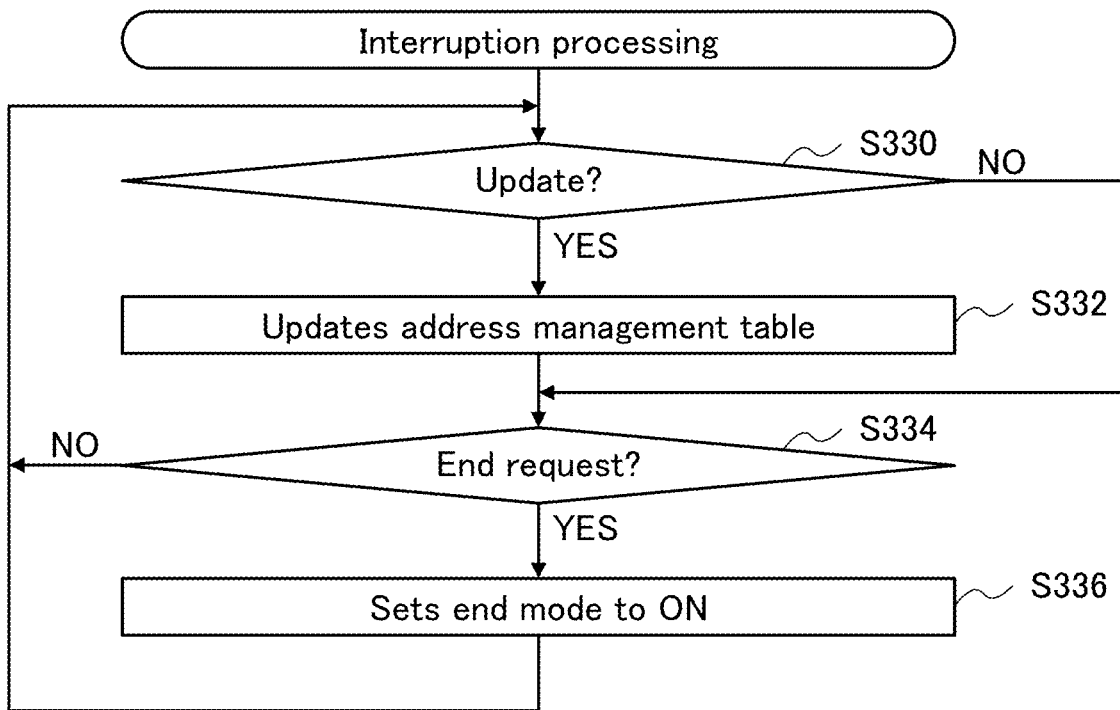 Interruption processing
S330
Update?
NO
YES
S332
Updates address management table
S334
NO
End request?
YES
S336
Sets end mode to ON